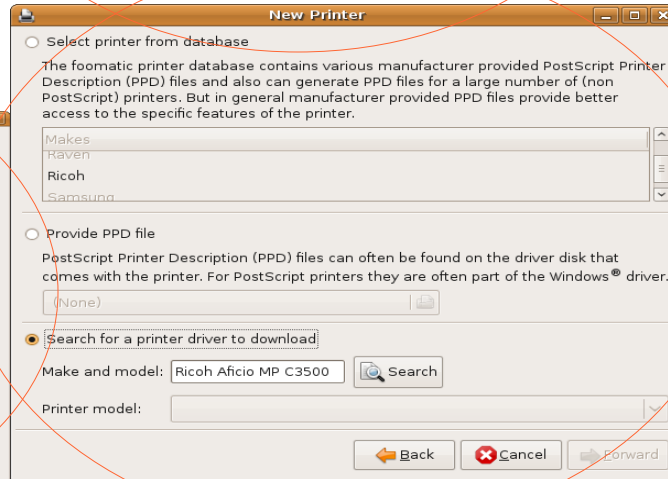 New Printer
Select printer from database
The foomatic printer database contains various manufacturer provided PostScript Printer
Description (PPD) files and also can generate PPD files for a large number of (non
PostScript) printers. But in general manufacturer provided PPD files provide better
access to the specific features of the printer.
Makes
Raven
Ricoh
Samsung
Provide PPD file
PostScript Printer Description (PPD) files can often be found on the driver disk that
comes with the printer. For PostScript printers they are often part of the Windows® driver.
(None)
Search for a printer driver to download
Make and model: Ricoh Aficio MP C3500 Search
Printer model:
Back Cancel Forward